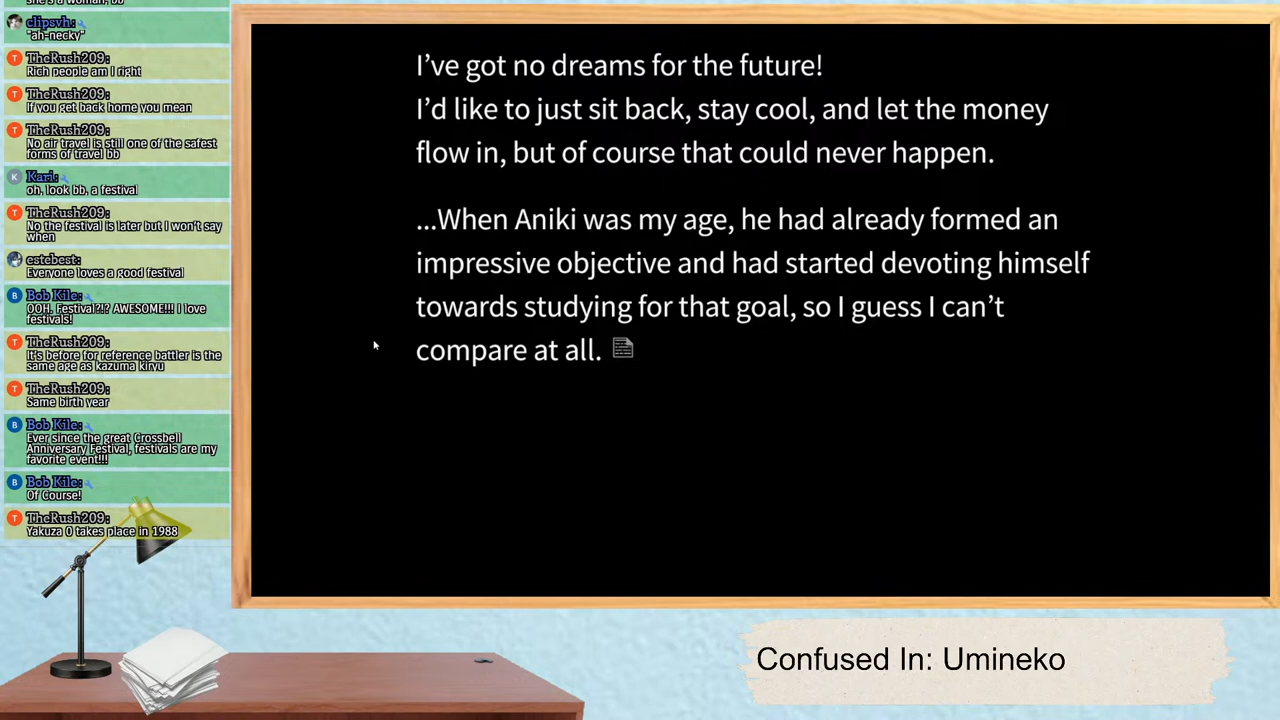 she's a woman, bb
clipsvh:
"ah-necky"
TheRush209:
Rich people am I right
TheRush209:
If you get back home you mean
TheRush209:
No air travel is still one of the safest
forms of travel bb
K
Kari:
oh, look bb, a festival
TheRush209:
No the festival is later but I won't say
when
estebest:
Everyone loves a good festival
B
Bob Kile:
OOH. Festival?!? AWESOME!!! I love
festivals!
T
TheRush209:
It's before for reference battler is the
same age as kazuma kiryu
T
TheRush209:
Same birth year
B
Bob Kile:
Ever since the great Crossbell
Anniversary Festival, festivals are my
favorite event!!!
B
Bob Kile:
Of Course!
T
TheRush209:
Yakuza 0 takes place in 1988
I've got no dreams for the future!
I'd like to just sit back, stay cool, and let the money
flow in, but of course that could never happen.
...When Aniki was my age, he had already formed an
impressive objective and had started devoting himself
towards studying for that goal, so I guess I can't
compare at all.
Confused In: Umineko